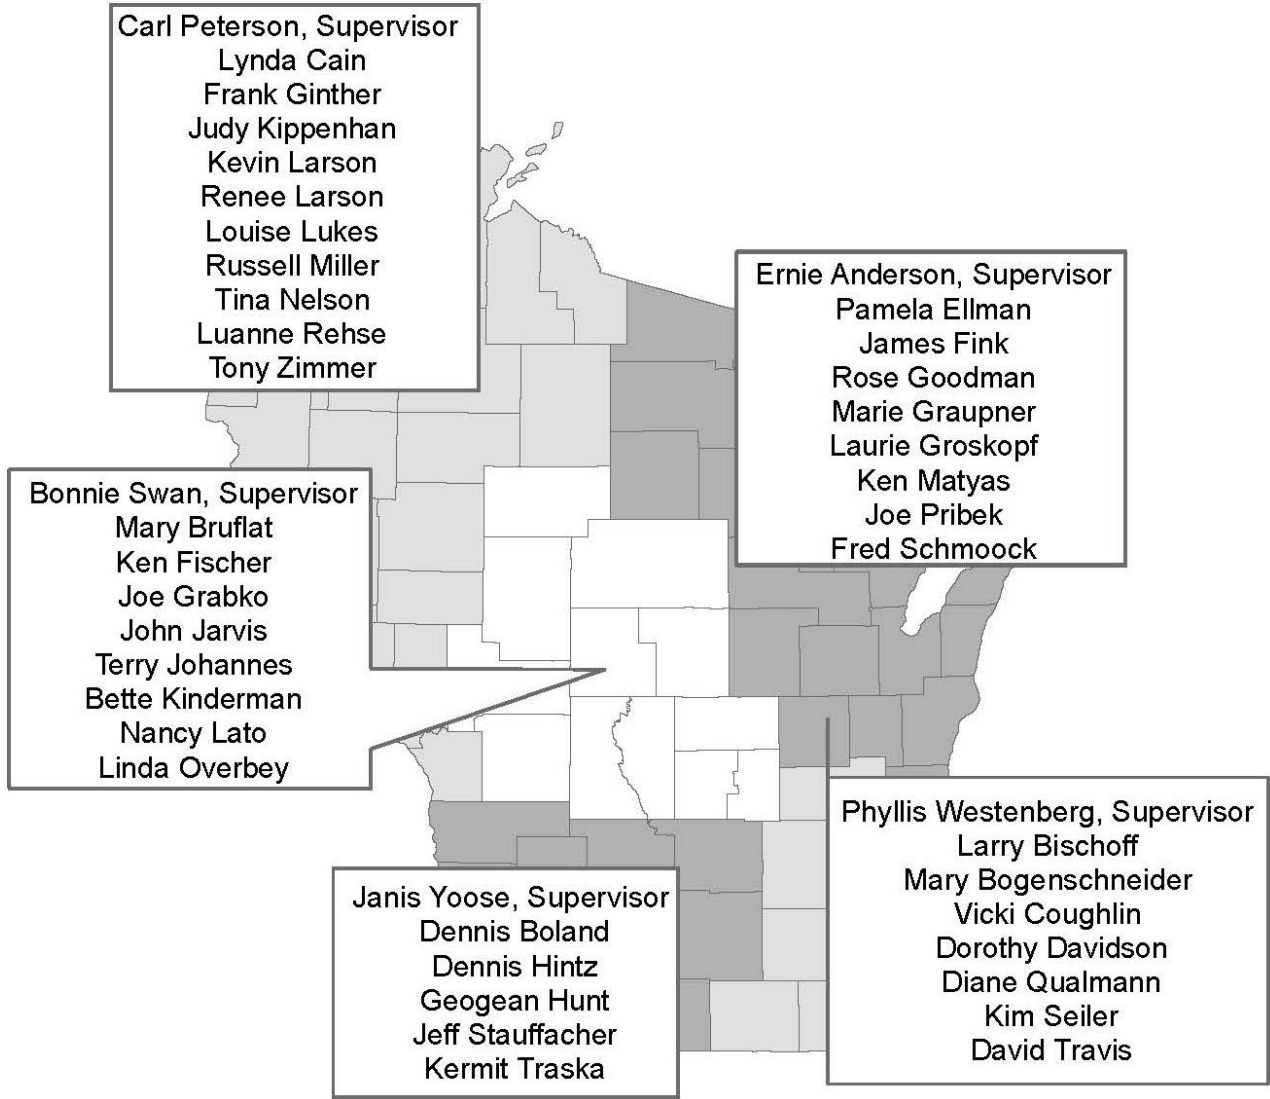 Carl Peterson, Supervisor
Lynda Cain
Frank Ginther
Judy Kippenhan
Kevin Larson
Renee Larson
Louise Lukes
Russell Miller
Tina Nelson
Luanne Rehse
Tony Zimmer
Ernie Anderson, Supervisor
Pamela Ellman
James Fink
Rose Goodman
Marie Graupner
Laurie Groskopf
Ken Matyas
Joe Pribek
Fred Schmoock
Bonnie Swan, Supervisor
Mary Bruflat
Ken Fischer
Joe Grabko
John Jarvis
Terry Johannes
Bette Kinderman
Nancy Lato
Linda Overbey
Phyllis Westenberg, Supervisor
Larry Bischoff
Mary Bogenschneider
Vicki Coughlin
Dorothy Davidson
Diane Qualmann
Kim Seiler
David Travis
Janis Yoose, Supervisor
Dennis Boland
Dennis Hintz
Geogean Hunt
Jeff Stauffacher
Kermit Traska